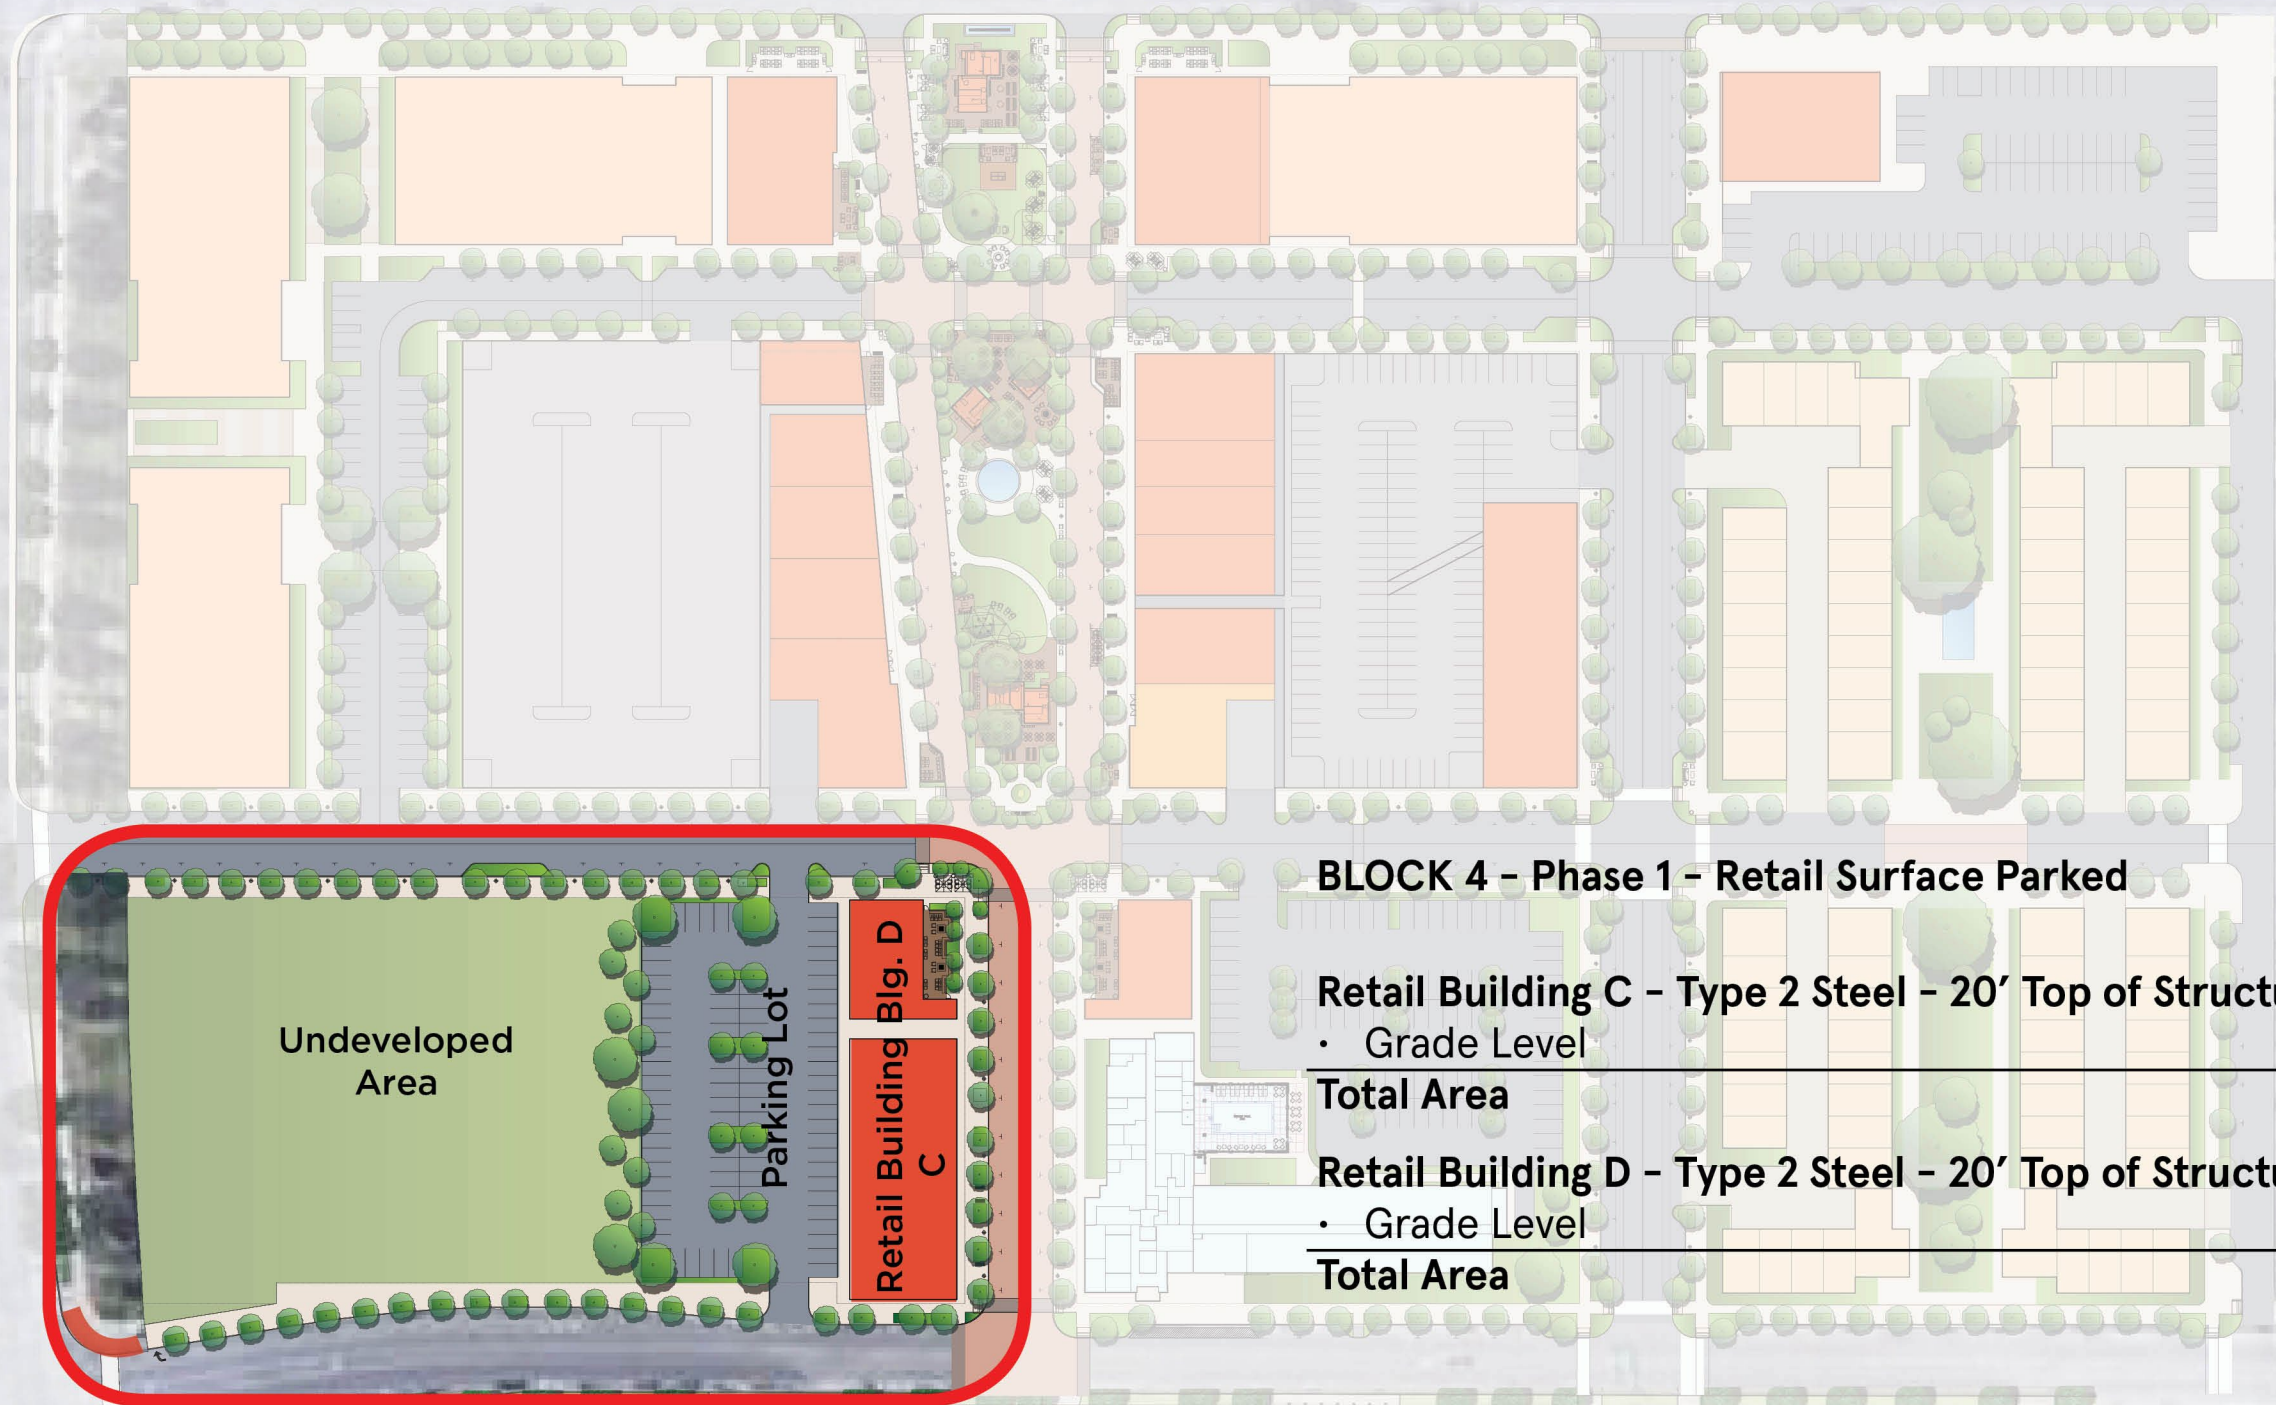 BLOCK 4 – Phase 1 – Retail Surface Parked
Retail Building C – Type 2 Steel – 20′ Top of
• Grade Level
Total Area
Retail Building D – Type 2 Steel – 20′ Top of
• Grade Level
Total Area
Undeveloped
Area
Parking Lot
Retail Building Blg. D
C